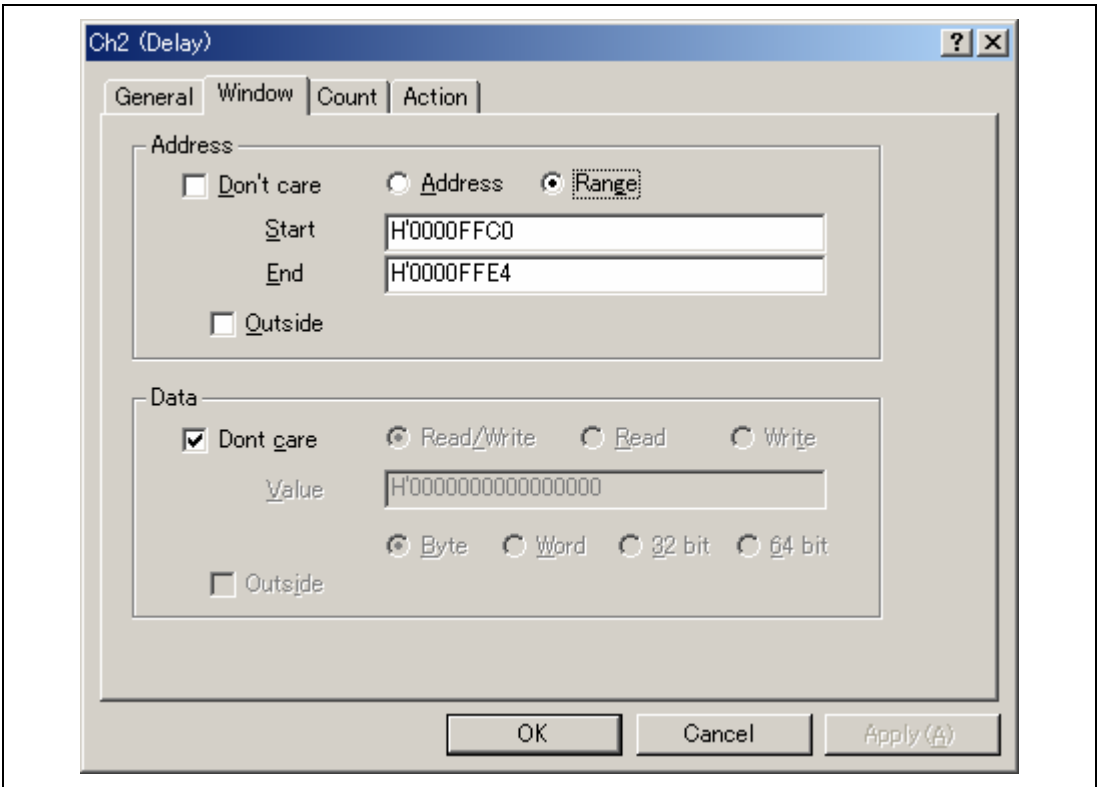 Ch2 (Delay)
General Window Count Action
Address
Don't care Address Range
Start H'0000FFC0
End H'0000FFE4
Outside
Data
Dont care Read/Write Read Write
Value H'0000000000000000
Byte Word 32 bit 64 bit
Outside
OK Cancel Apply(A)